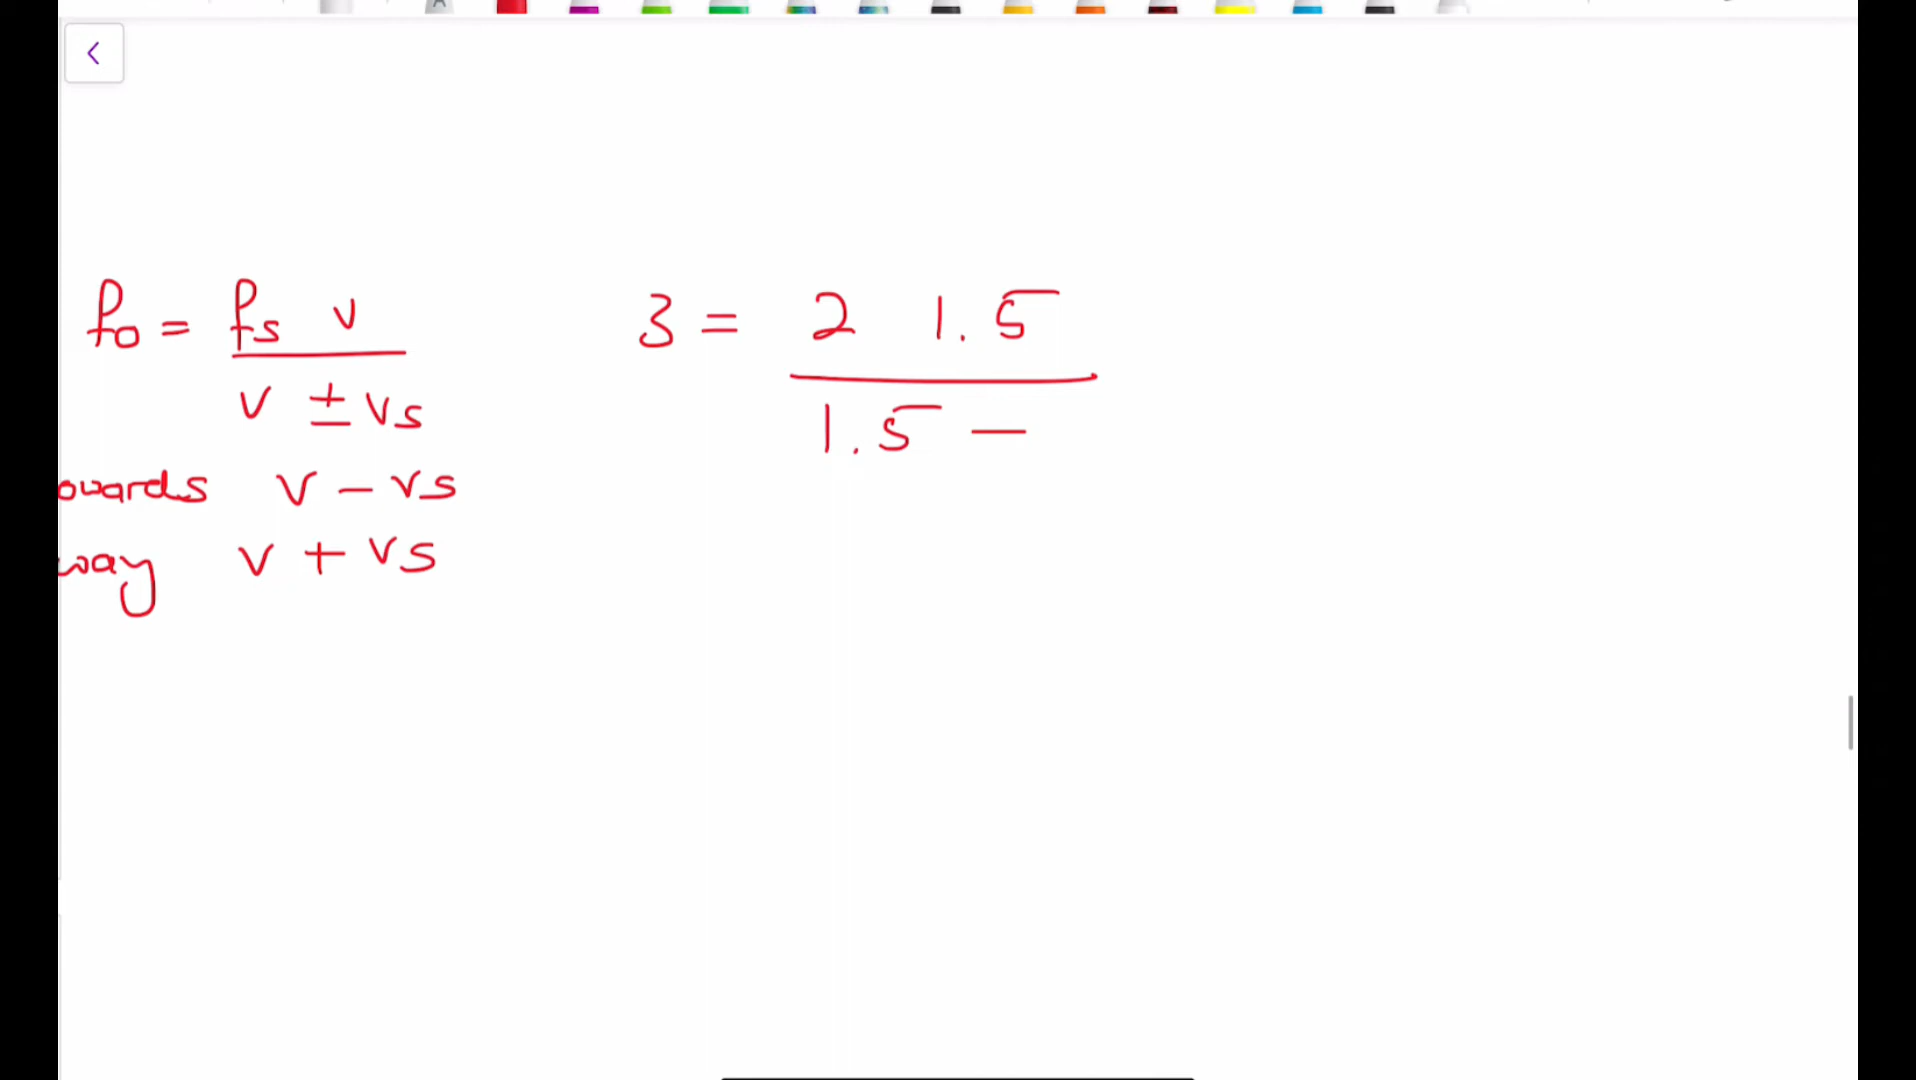 fo = fs v
v ± vs
owards v - vs
way v + vs
3 = 2 1.5
1.5 -